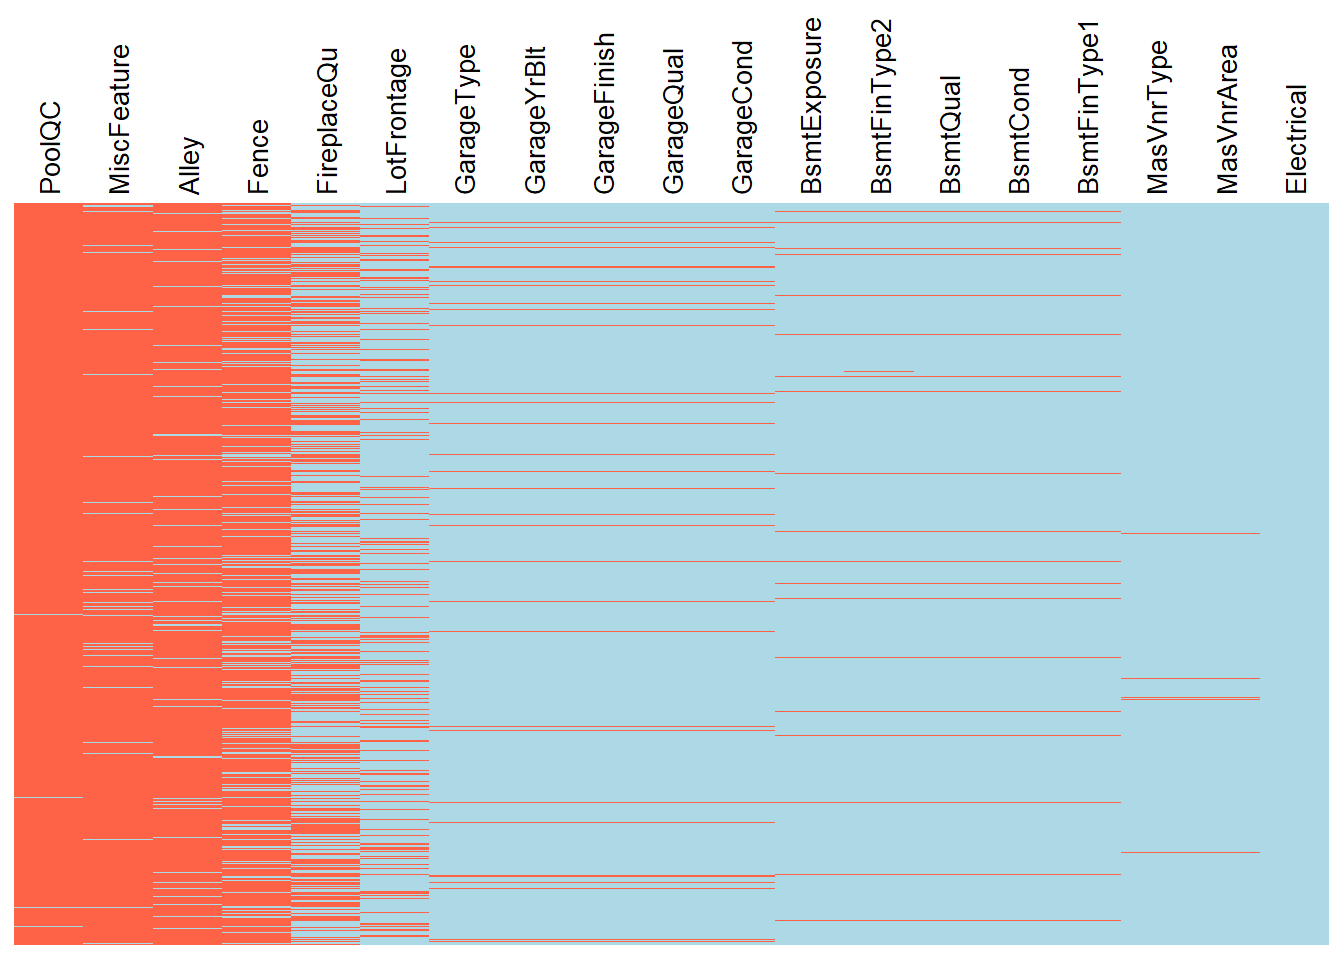 PoolQC
MiscFeature
Alley
Fence
FireplaceQu
LotFrontage
GarageType
GarageYrBlt
GarageFinish
GarageQual
GarageCond
BsmtExposure
BsmtFinType2
BsmtQual
BsmtCond
BsmtFinType1
MasVnrType
MasVnrArea
Electrical